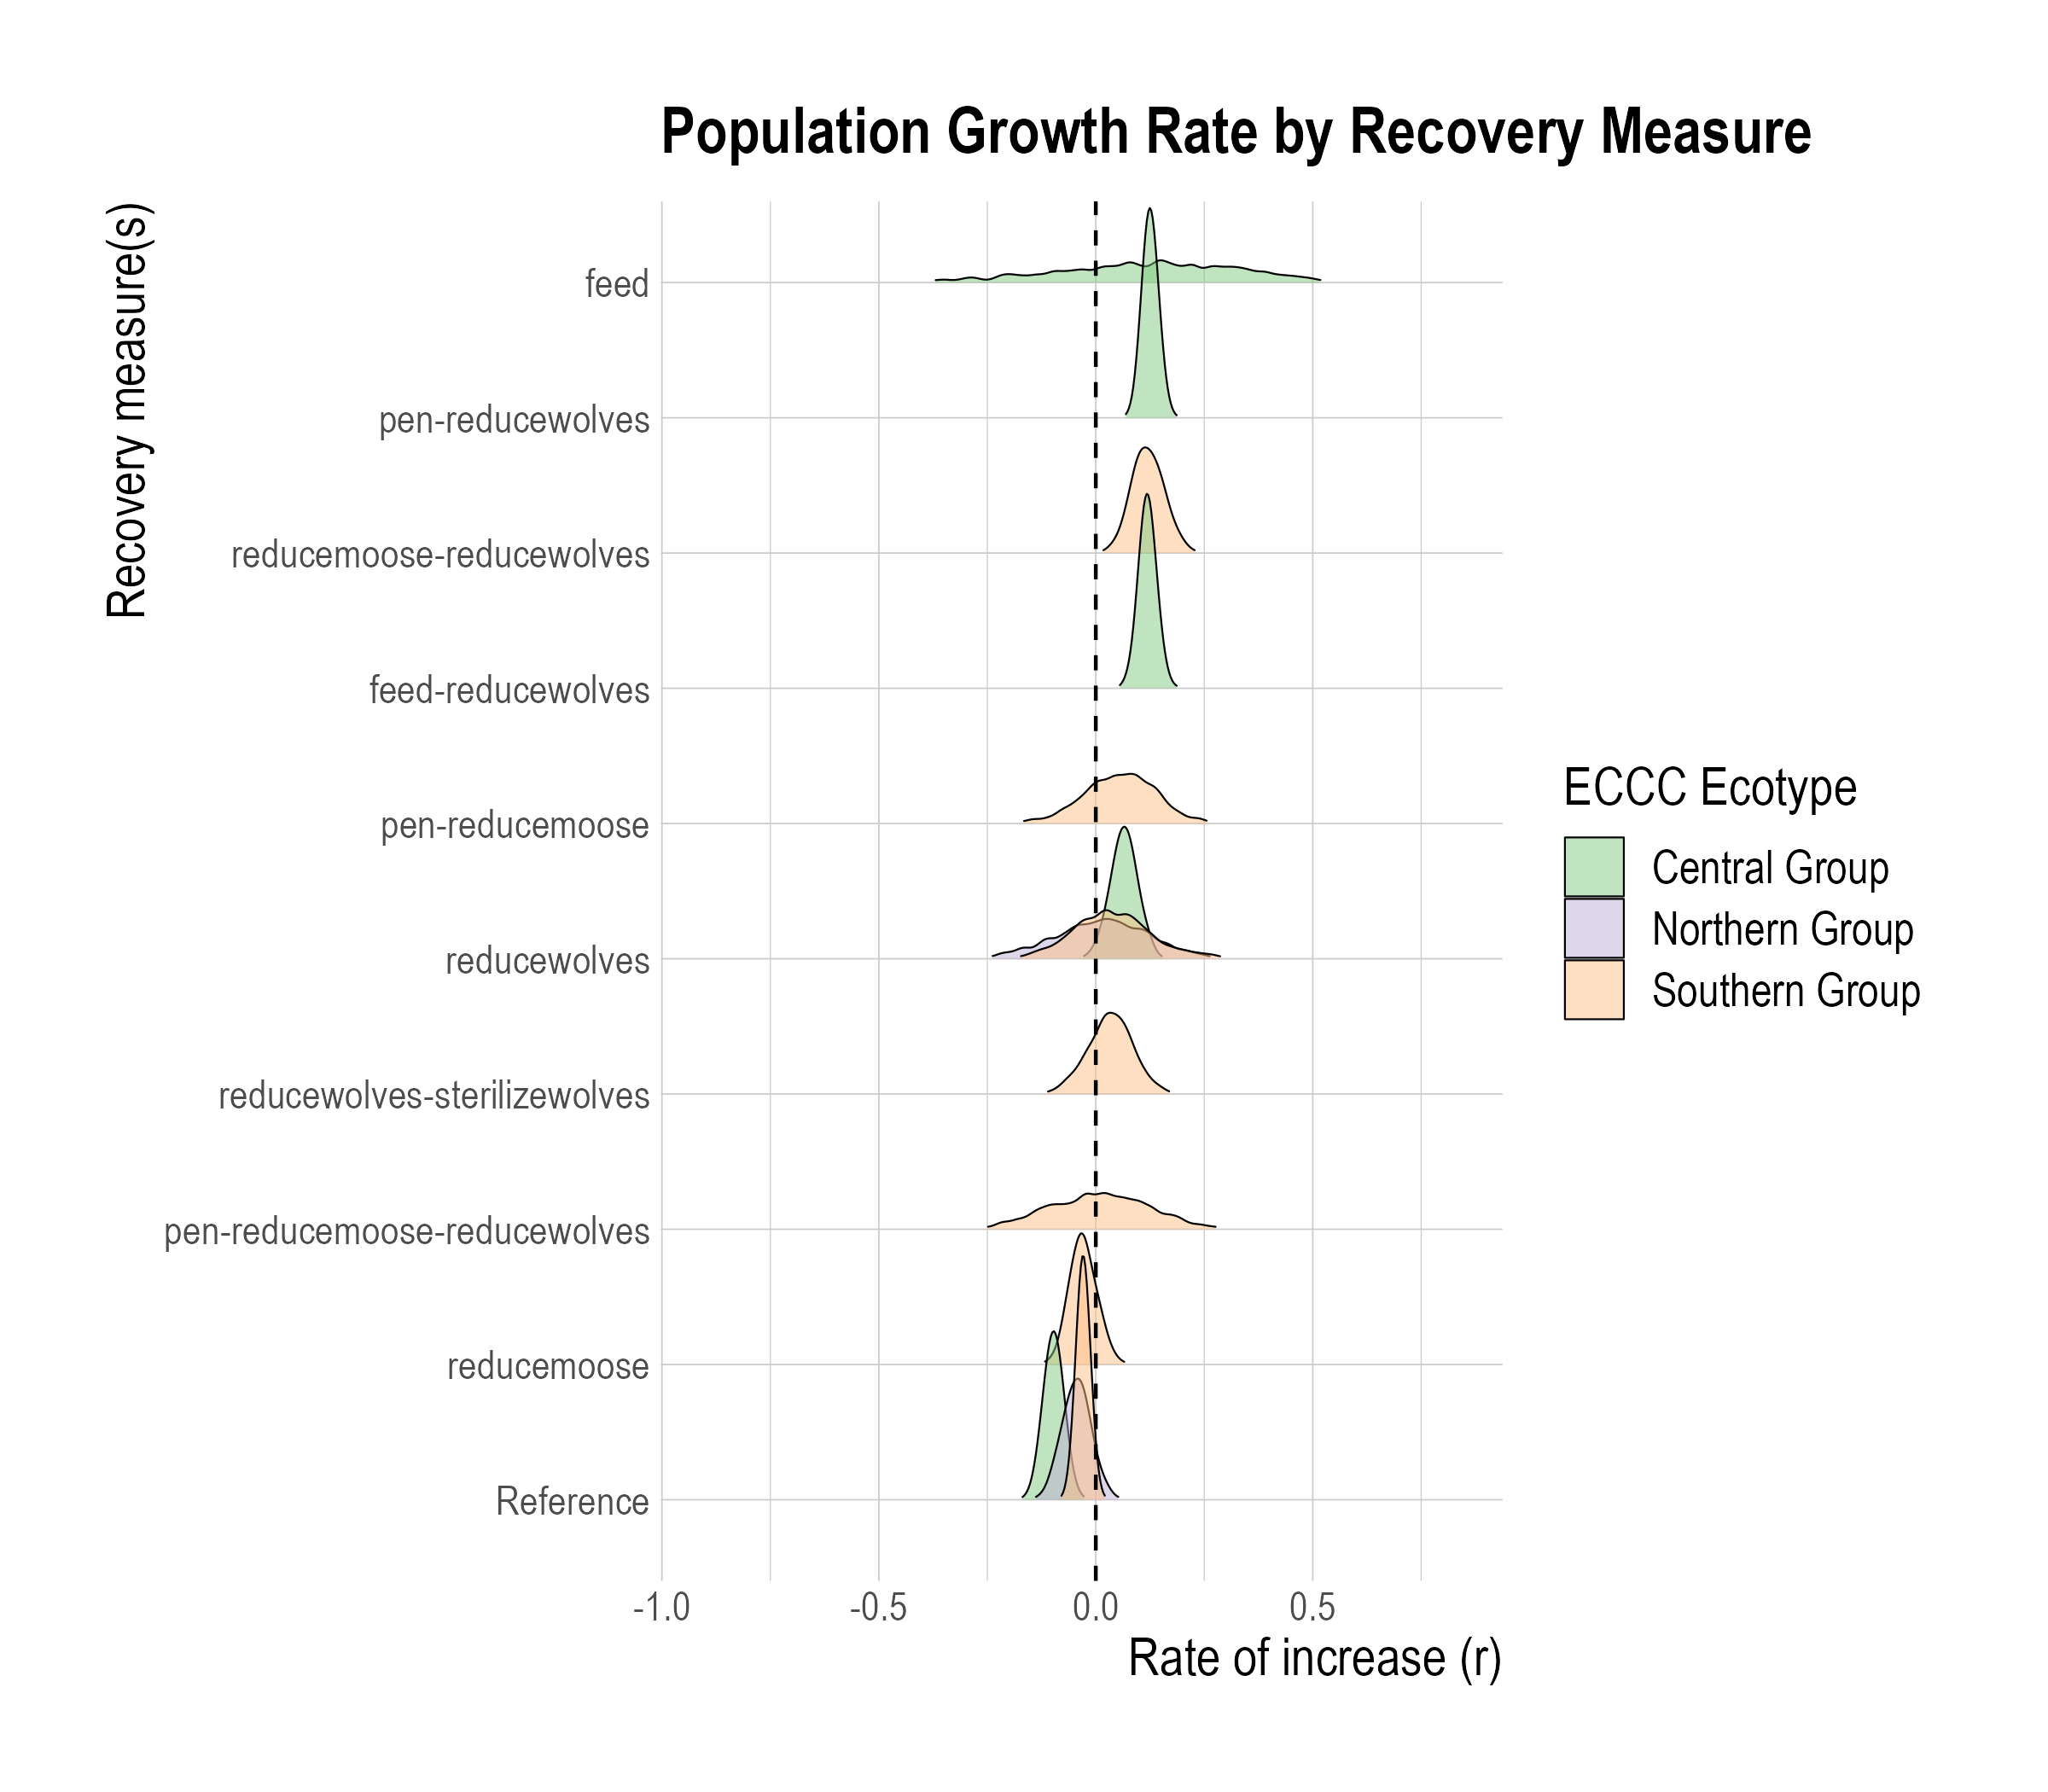 Population Growth Rate by Recovery Measure
Recovery measure(s)
feed
pen-reducewolves
reducemoose-reducewolves
feed-reducewolves
pen-reducemoose
reducewolves
reducewolves-sterilizewolves
pen-reducemoose-reducewolves
reducemoose
Reference
-1.0 -0.5 0.0 0.5
Rate of increase (r)
ECCC Ecotype
Central Group
Northern Group
Southern Group